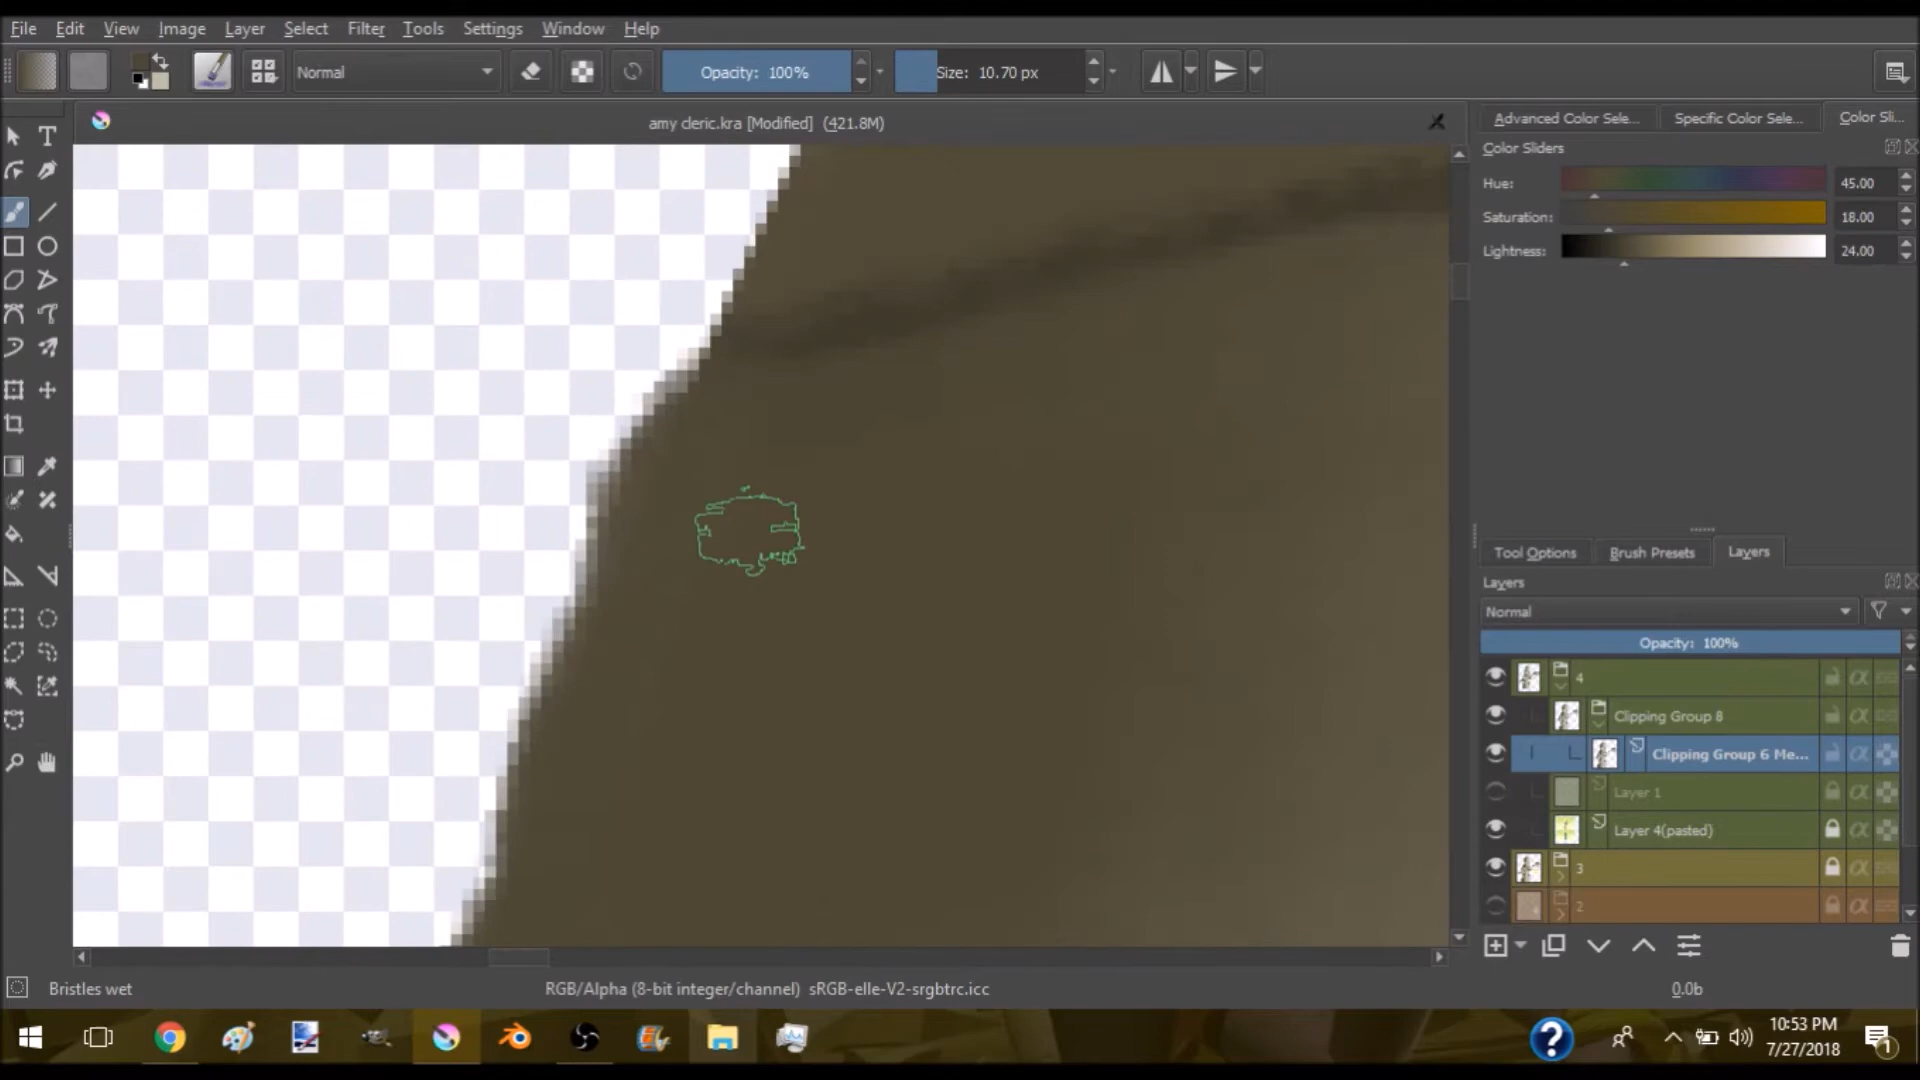 File Edit View Image Layer Select Filter Tools Settings Window Help
Normal Opacity: 100% Size: 10.70 px
amy cleric.kra [Modified] (421.8M)
Advanced Color Sele... Specific Color Sele... Color Sli...
Color Sliders
Hue: 45.00
Saturation: 18.00
Lightness: 24.00
Tool Options Brush Presets Layers
Layers
Normal
Opacity: 100%
4
Clipping Group 8
Clipping Group 6 Me...
Layer 1
Layer 4(pasted)
3
2
Bristles wet RGB/Alpha (8-bit integer/channel) sRGB-elle-V2-srgbtrc.icc 0.0b
10:53 PM
7/27/2018
1